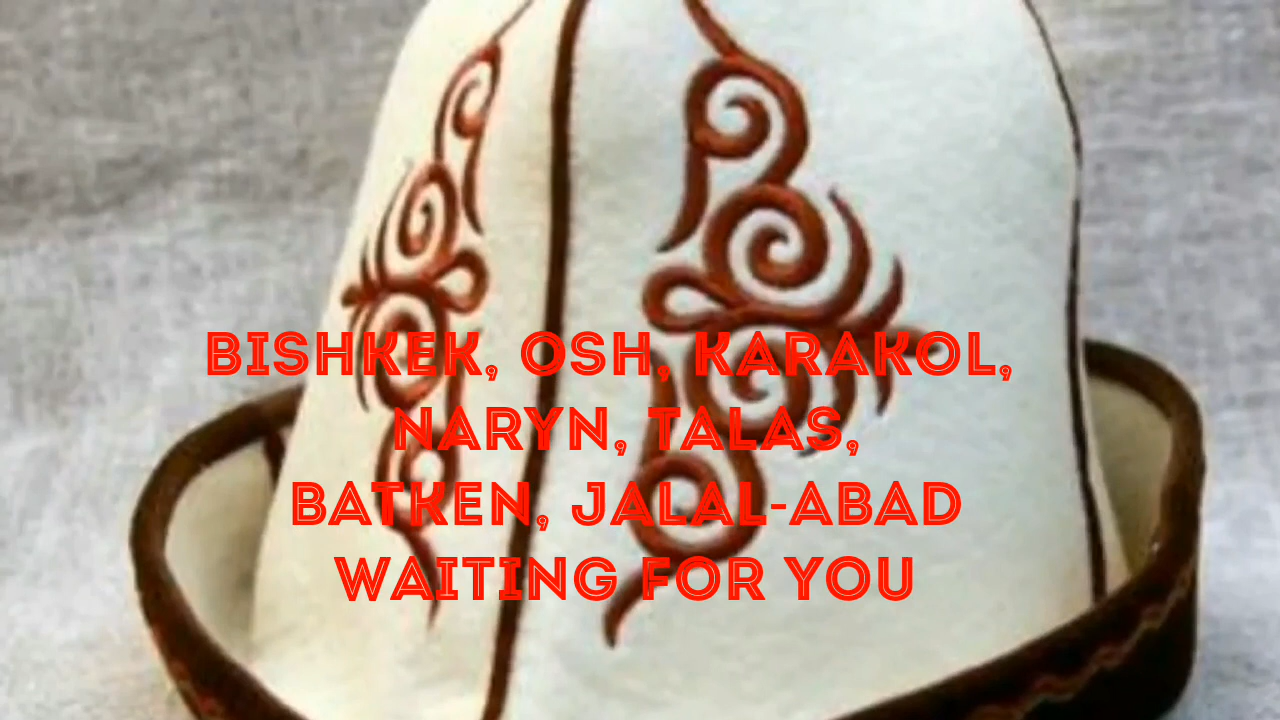 BISHKEK, OSH, KARAKOL,
NARYN, TALAS,
BATKEN, JALAL-ABAD
WAITING FOR YOU